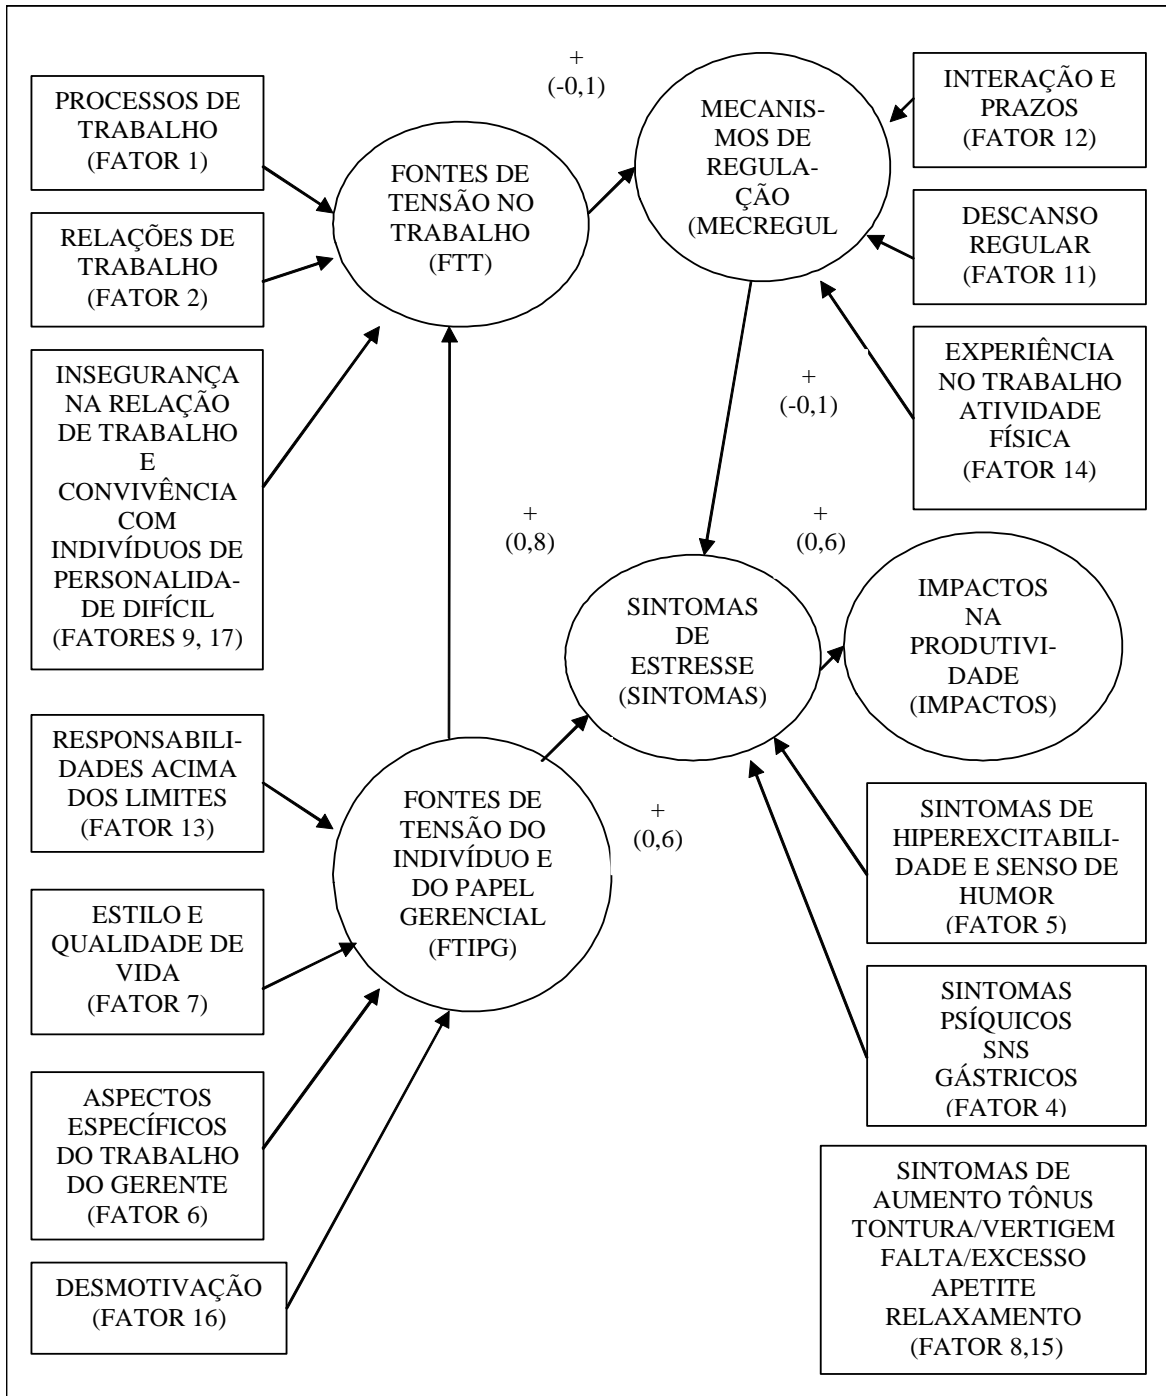 PROCESSOS DE
TRABALHO
(FATOR 1)
RELAÇÕES DE
TRABALHO
(FATOR 2)
INSEGURANÇA
NA RELAÇÃO
DE TRABALHO
E
CONVIVÊNCIA
COM
INDIVÍDUOS DE
PERSONALIDA-
DE DIFÍCIL
(FATORES 9, 17)
RESPONSABILI-
DADES ACIMA
DOS LIMITES
(FATOR 13)
ESTILO E
QUALIDADE DE
VIDA
(FATOR 7)
ASPECTOS
ESPECÍFICOS
DO TRABALHO
DO GERENTE
(FATOR 6)
DESMOTIVAÇÃO
(FATOR 16)
FONTES DE
TENSÃO NO
TRABALHO
(FTT)
+
(-0,1)
MECANIS-
MOS DE
REGULA-
ÇÃO
(MECREGUL
INTERAÇÃO E
PRAZOS
(FATOR 12)
DESCANSO
REGULAR
(FATOR 11)
EXPERIÊNCIA
NO TRABALHO
ATIVIDADE
FÍSICA
(FATOR 14)
+
(-0,1)
+
(0,8)
+
(0,6)
SINTOMAS
DE
ESTRESSE
(SINTOMAS)
IMPACTOS
NA
PRODUTIVI-
DADE
(IMPACTOS)
FONTES DE
TENSÃO DO
INDIVÍDUO E
DO PAPEL
GERENCIAL
(FTIPG)
+
(0,6)
SINTOMAS DE
HIPEREXCITABILI-
DADE E SENSO DE
HUMOR
(FATOR 5)
SINTOMAS
PSÍQUICOS
SNS
GÁSTRICOS
(FATOR 4)
SINTOMAS DE
AUMENTO TÔNUS
TONTURA/VERTIGEM
FALTA/EXCESSO
APETITE
RELAXAMENTO
(FATOR 8,15)